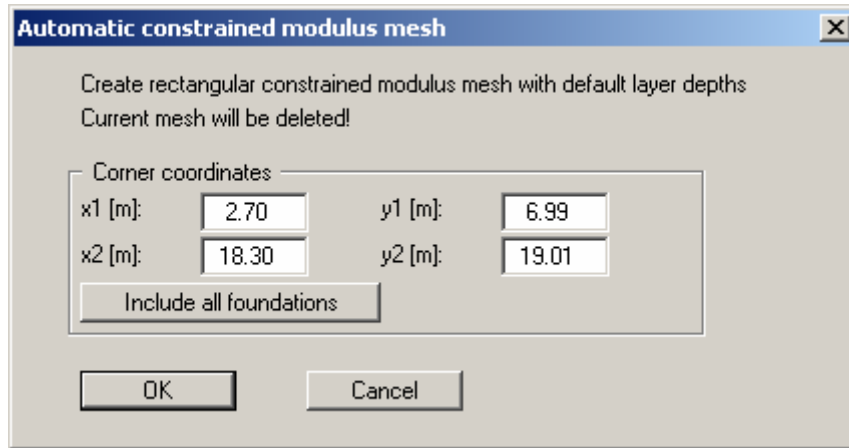 Automatic constrained modulus mesh
Create rectangular constrained modulus mesh with default layer depths
Current mesh will be deleted!
Corner coordinates
x1 [m]: 2.70 y1 [m]: 6.99
x2 [m]: 18.30 y2 [m]: 19.01
Include all foundations
OK Cancel